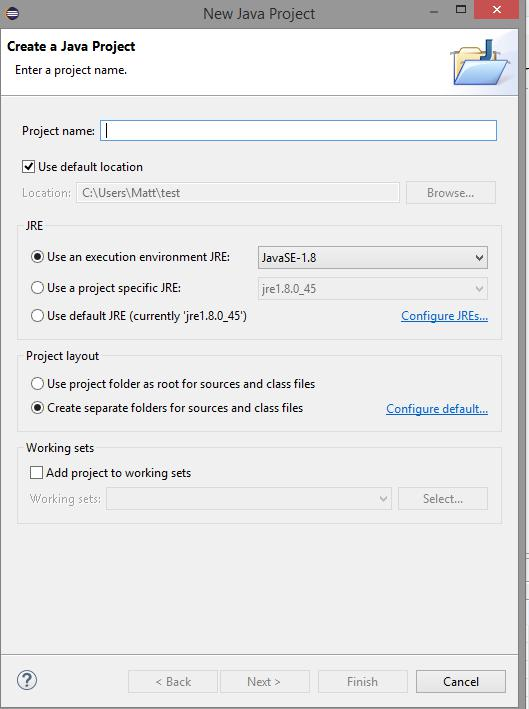 New Java Project
Create a Java Project
Enter a project name.
Project name:
Use default location
Location: C:\Users\Matt\test Browse...
JRE
Use an execution environment JRE: JavaSE-1.8
Use a project specific JRE: jre1.8.0_45
Use default JRE (currently 'jre1.8.0_45') Configure JREs...
Project layout
Use project folder as root for sources and class files
Create separate folders for sources and class files Configure default...
Working sets
Add project to working sets
Working sets: Select...
? < Back Next > Finish Cancel